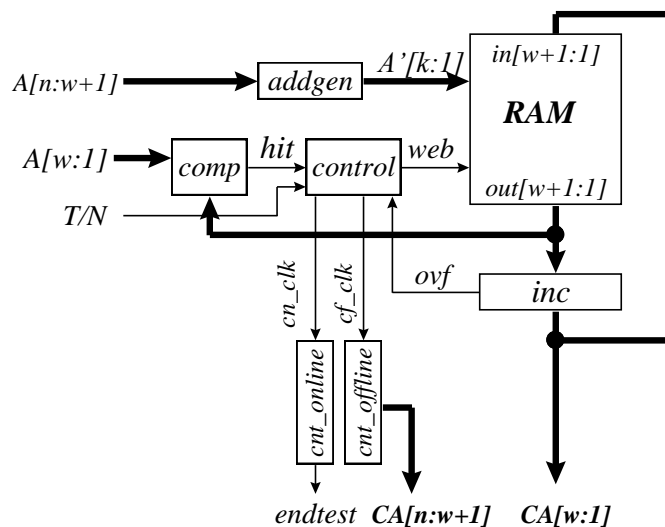 A[n:w+1]
addgen
A'[k:1]
in[w+1:1]
RAM
out[w+1:1]
A[w:1]
comp
hit
control
web
T/N
cn_clk
cf_clk
ovf
inc
cnt_online
cnt_offline
endtest
CA[n:w+1]
CA[w:1]